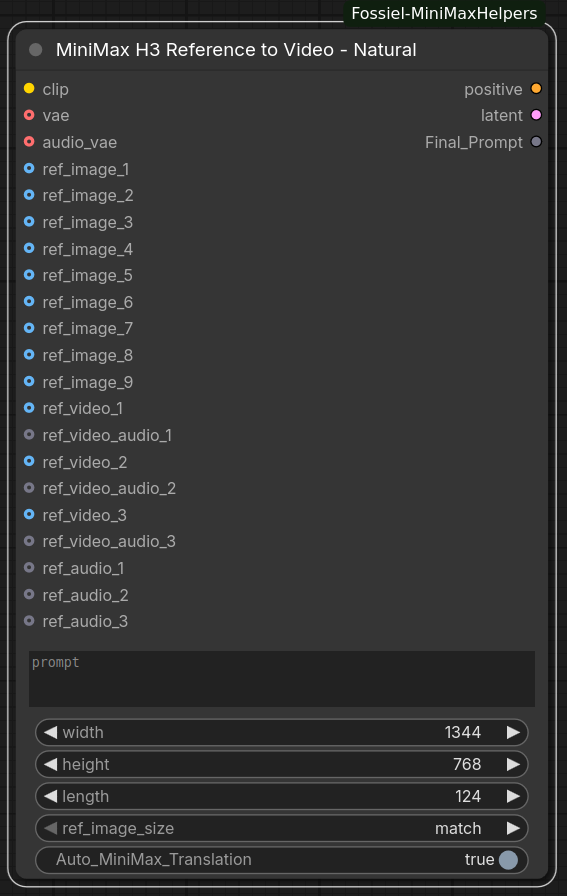 Fossiel-MiniMaxHelpers
MiniMax H3 Reference to Video - Natural
clip positive
vae latent
audio_vae Final_Prompt
ref_image_1
ref_image_2
ref_image_3
ref_image_4
ref_image_5
ref_image_6
ref_image_7
ref_image_8
ref_image_9
ref_video_1
ref_video_audio_1
ref_video_2
ref_video_audio_2
ref_video_3
ref_video_audio_3
ref_audio_1
ref_audio_2
ref_audio_3
prompt
width 1344
height 768
length 124
ref_image_size match
Auto_MiniMax_Translation true